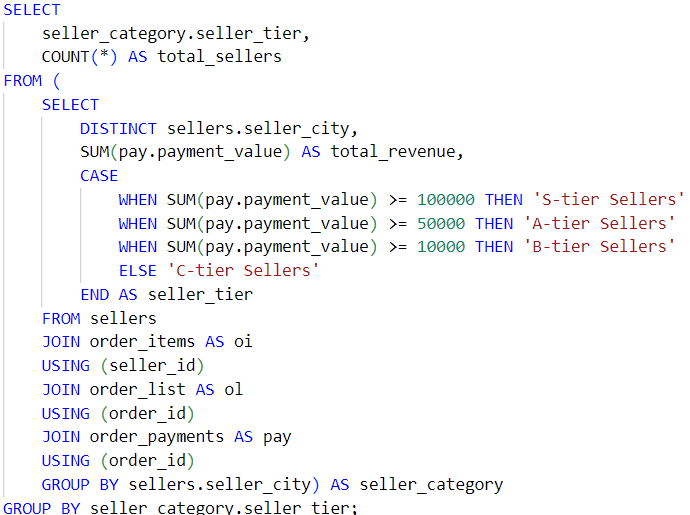 SELECT
seller_category.seller_tier,
COUNT(*) AS total_sellers
FROM (
SELECT
DISTINCT sellers.seller_city,
SUM(pay.payment_value) AS total_revenue,
CASE
WHEN SUM(pay.payment_value) >= 100000 THEN 'S-tier Sellers'
WHEN SUM(pay.payment_value) >= 50000 THEN 'A-tier Sellers'
WHEN SUM(pay.payment_value) >= 10000 THEN 'B-tier Sellers'
ELSE 'C-tier Sellers'
END AS seller_tier
FROM sellers
JOIN order_items AS oi
USING (seller_id)
JOIN order_list AS ol
USING (order_id)
JOIN order_payments AS pay
USING (order_id)
GROUP BY sellers.seller_city) AS seller_category
GROUP BY seller_category.seller_tier;